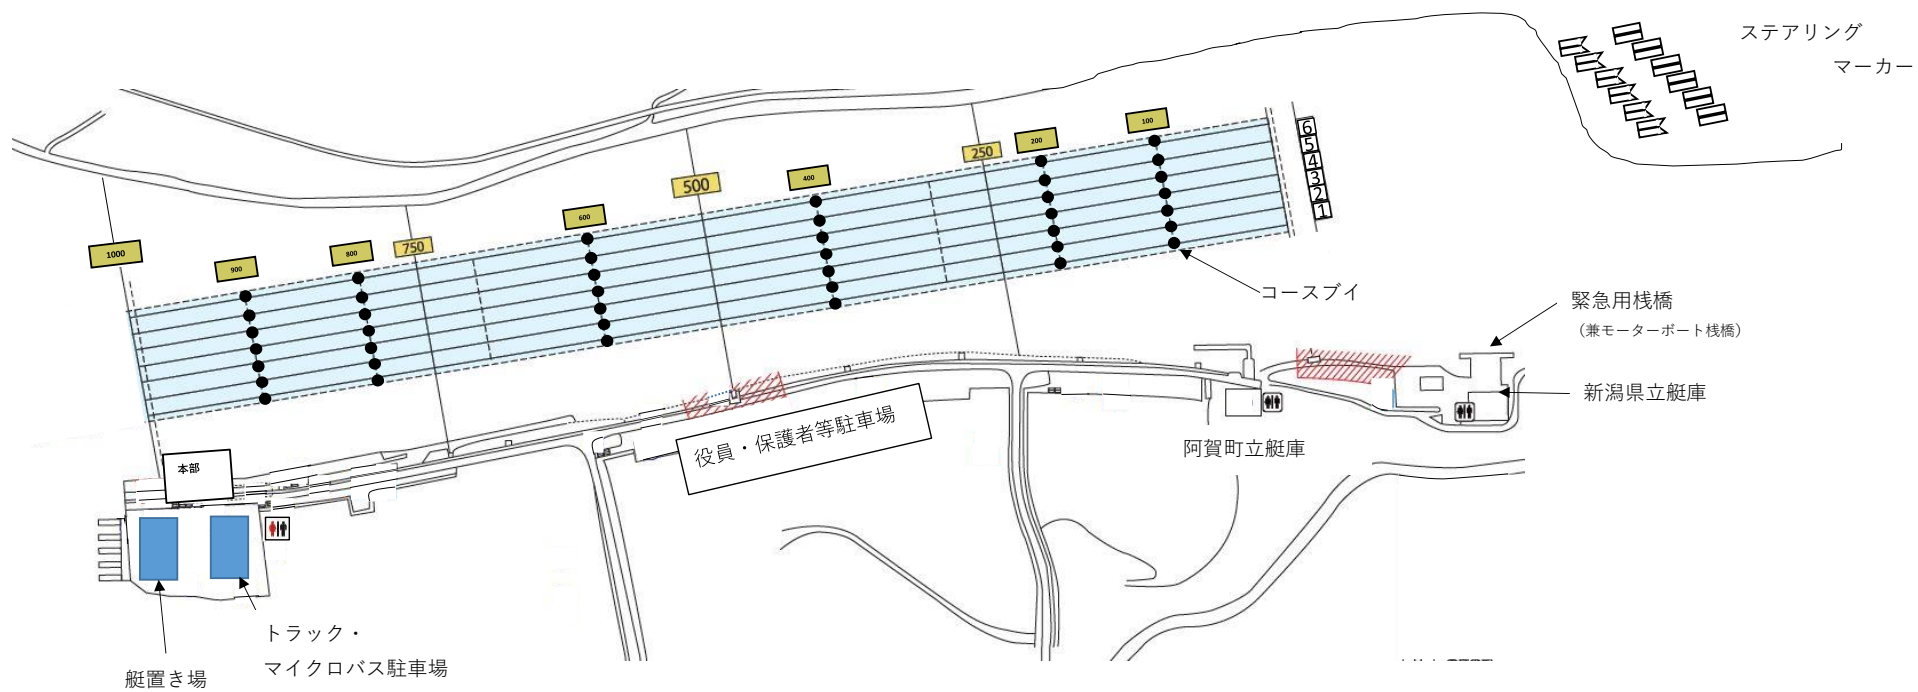 ステアリング
マーカー
100
200
250
400
500
600
750
800
900
1000
6
5
4
3
2
1
コースブイ
緊急用桟橋
（兼モーターボート桟橋）
新潟県立艇庫
阿賀町立艇庫
役員・保護者等駐車場
本部
トラック・
マイクロバス駐車場
艇置き場